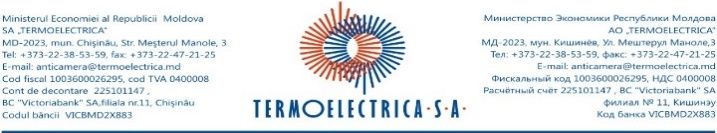 Ministerul Economiei al Republicii Moldova
SA „TERMOELECTRICA"
MD-2023, mun. Chişinău, Str. Meşterul Manole, 3
Tel: +373-22-38-53-59, fax: +373-22-47-21-25
E-mail: anticamera@termoelectrica.md
Cod fiscal 1003600026295, cod TVA 0400008
Cont de decontare 225101147 ,
BC "Victoriabank" SA,filiala nr.11, Chişinău
Codul băncii VICBMD2X883
TERMOELECTRICA·S·A·
Министерство Экономики Республики Молдова
АО „TERMOELECTRICA"
МД-2023, мун. Кишинёв, Ул. Мештерул Маноле,3
Тел: +373-22-38-53-59, факс: +373-22-47-21-25
E-mail: anticamera@termoelectrica.md
Фискальный код 1003600026295, НДС 0400008
Расчётный счёт 225101147 , BC "Victoriabank" SA
филиал № 11, Кишинэу
Код банка VICBMD2X883